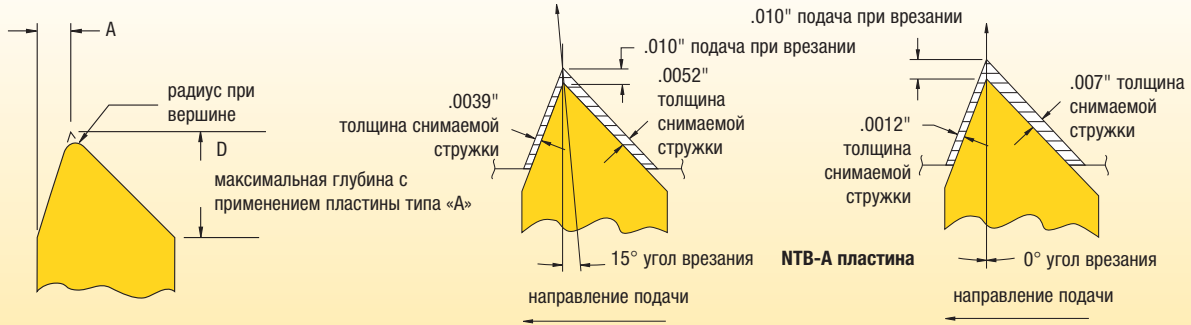 A
радиус при
вершине
D
максимальная глубина с
применением пластины типа «А»
.010" подача при врезании
.0039"
толщина снимаемой
стружки
.0052"
толщина
снимаемой
стружки
15° угол врезания
направление подачи
NTB-A пластина
.010" подача при врезании
.007" толщина
снимаемой
стружки
.0012"
толщина
снимаемой
стружки
0° угол врезания
направление подачи